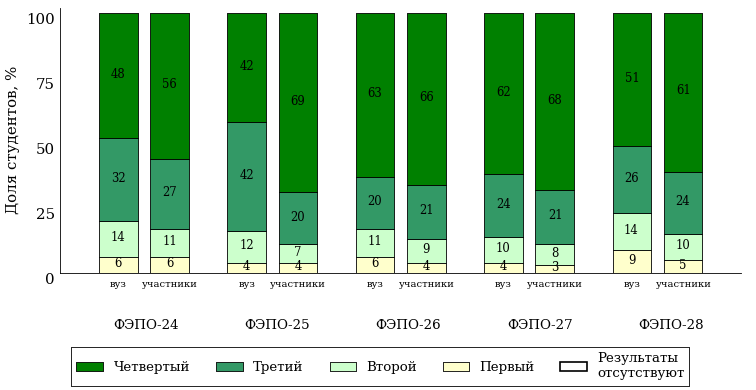 100
75
50
25
0
Доля студентов, %
48 56 42 69 63 66 62 68 51 61
32 27 42 20 20 21 24 21 26 24
14 11 12 7 11 9 10 8 14 10
6 6 4 4 6 4 4 3 9 5
вуз участники вуз участники вуз участники вуз участники вуз участники
ФЭПО-24 ФЭПО-25 ФЭПО-26 ФЭПО-27 ФЭПО-28
Четвертый Третий Второй Первый Результаты
отсутствуют